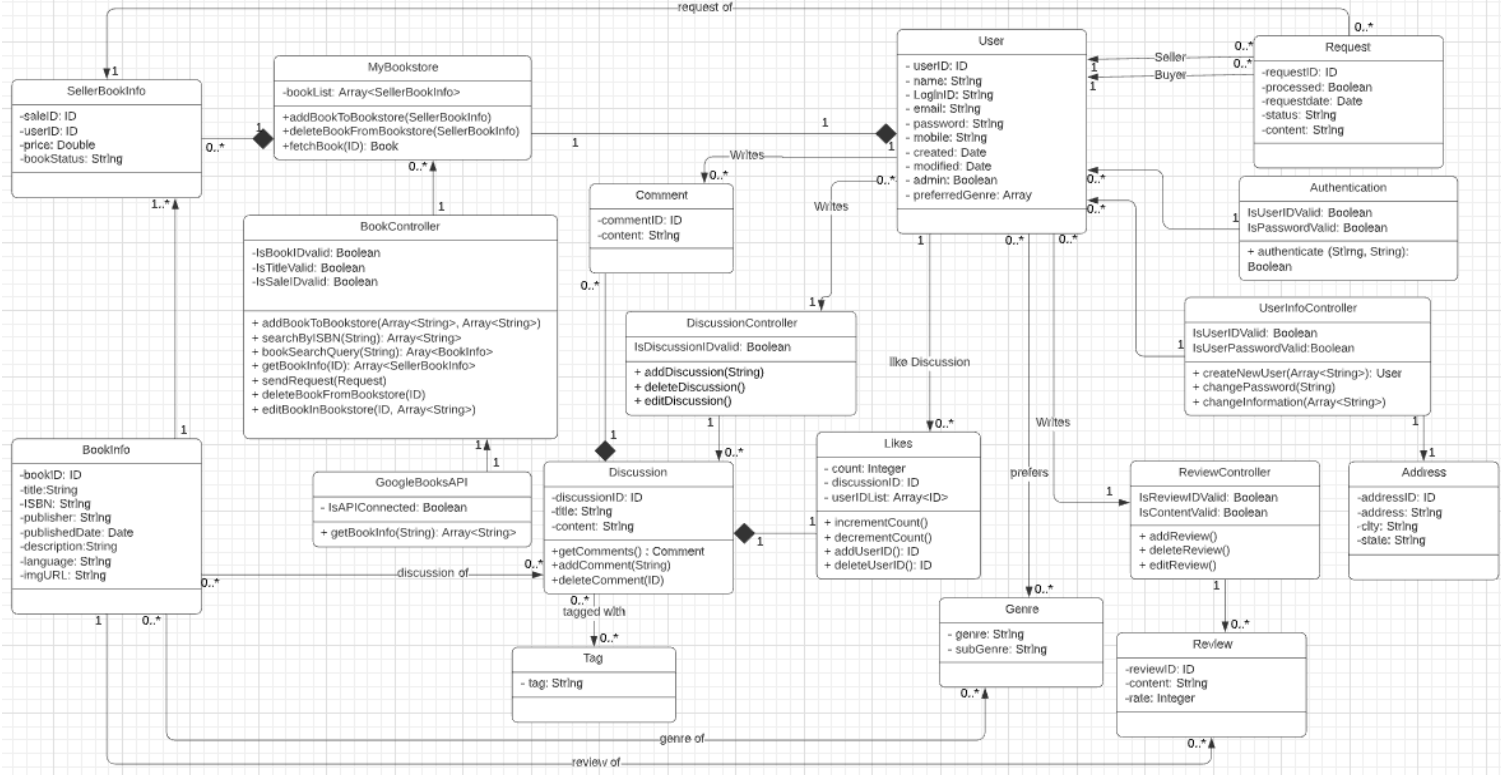 request of
0..*
1
SellerBookInfo
-saleID: ID
-userID: ID
-price: Double
-bookStatus: String
0..*
1
1..*
MyBookstore
-bookList: Array<SellerBookInfo>
+addBookToBookstore(SellerBookInfo)
+deleteBookFromBookstore(SellerBookInfo)
+fetchBook(ID): Book
1
1
0..*
1
User
- userID: ID
- name: String
- LoginID: String
- email: String
- password: String
- mobile: String
- created: Date
- modified: Date
- admin: Boolean
- preferredGenre: Array
Seller
0..*
1
Buyer
0..*
1
Request
-requestID: ID
-processed: Boolean
-requestdate: Date
-status: String
-content: String
1
Writes
0..*
0..*
Writes
1
Comment
-commentID: ID
-content: String
0..*
1
Authentication
IsUserIDValid: Boolean
IsPasswordValid: Boolean
+ authenticate (Stirng, String):
Boolean
0..*
1
BookController
-IsBookIDvalid: Boolean
-IsTitleValid: Boolean
-IsSaleIDvalid: Boolean
+ addBookToBookstore(Array<String>, Array<String>)
+ searchByISBN(String): Array<String>
+ bookSearchQuery(String): Aray<BookInfo>
+ getBookInfo(ID): Array<SellerBookInfo>
+ sendRequest(Request)
+ deleteBookFromBookstore(ID)
+ editBookInBookstore(ID, Array<String>)
1
1
DiscussionController
IsDiscussionIDvalid: Boolean
+ addDiscussion(String)
+ deleteDiscussion()
+ editDiscussion()
1
0..*
1
like Discussion
0..*
0..*
prefers
0..*
0..*
Writes
1
UserInfoController
IsUserIDValid: Boolean
IsUserPasswordValid:Boolean
+ createNewUser(Array<String>): User
+ changePassword(String)
+ changeInformation(Array<String>)
0..*
1
1
1
BookInfo
-bookID: ID
-title:String
-ISBN: String
-publisher: String
-publishedDate: Date
-description:String
-language: String
-imgURL: String
1
GoogleBooksAPI
- IsAPIConnected: Boolean
+ getBookInfo(String): Array<String>
Discussion
-discussionID: ID
-title: String
-content: String
+getComments() : Comment
+addComment(String)
+deleteComment(ID)
Likes
- count: Integer
- discussionID: ID
- userIDList: Array<ID>
+ incrementCount()
+ decrementCount()
+ addUserID(): ID
+ deleteUserID(): ID
1
1
ReviewController
IsReviewIDValid: Boolean
IsContentValid: Boolean
+ addReview()
+ deleteReview()
+ editReview()
1
0..*
Address
-addressID: ID
-address: String
-city: String
-state: String
0..*
discussion of
0..*
0..*
tagged with
0..*
Tag
- tag: String
Genre
- genre: String
- subGenre: String
Review
-reviewID: ID
-content: String
-rate: Integer
0..*
genre of
0..*
1
review of
0..*